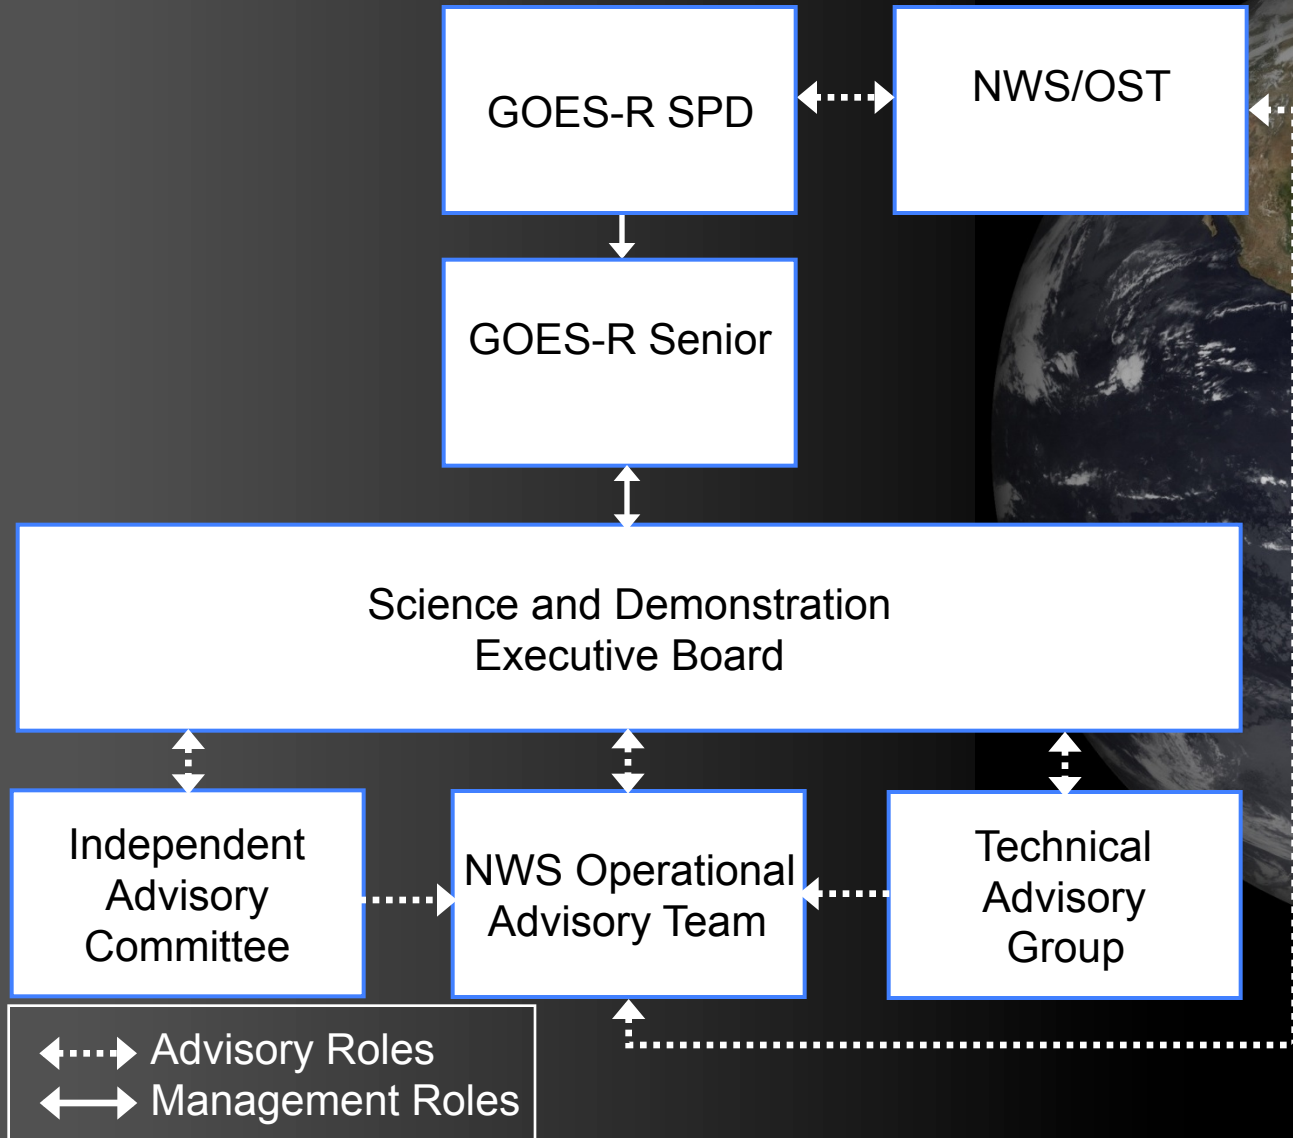 GOES-R SPD
NWS/OST
GOES-R Senior
Science and Demonstration
Executive Board
Independent
Advisory
Committee
NWS Operational
Advisory Team
Technical
Advisory
Group
Advisory Roles
Management Roles